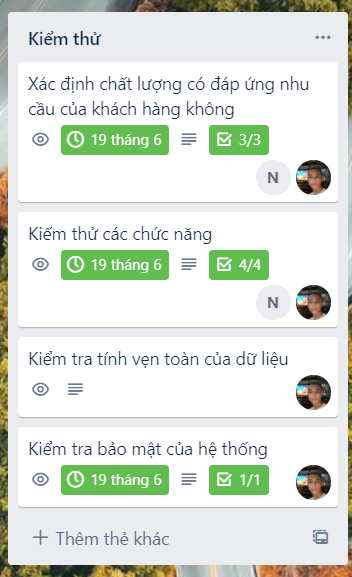 Kiểm thử
Xác định chất lượng có đáp ứng nhu
cầu của khách hàng không
19 tháng 6 3/3
N
Kiếm thử các chức năng
19 tháng 6 4/4
N
Kiểm tra tính vẹn toàn của dữ liệu
Kiểm tra bảo mật của hệ thống
19 tháng 6 1/1
+ Thêm thẻ khác